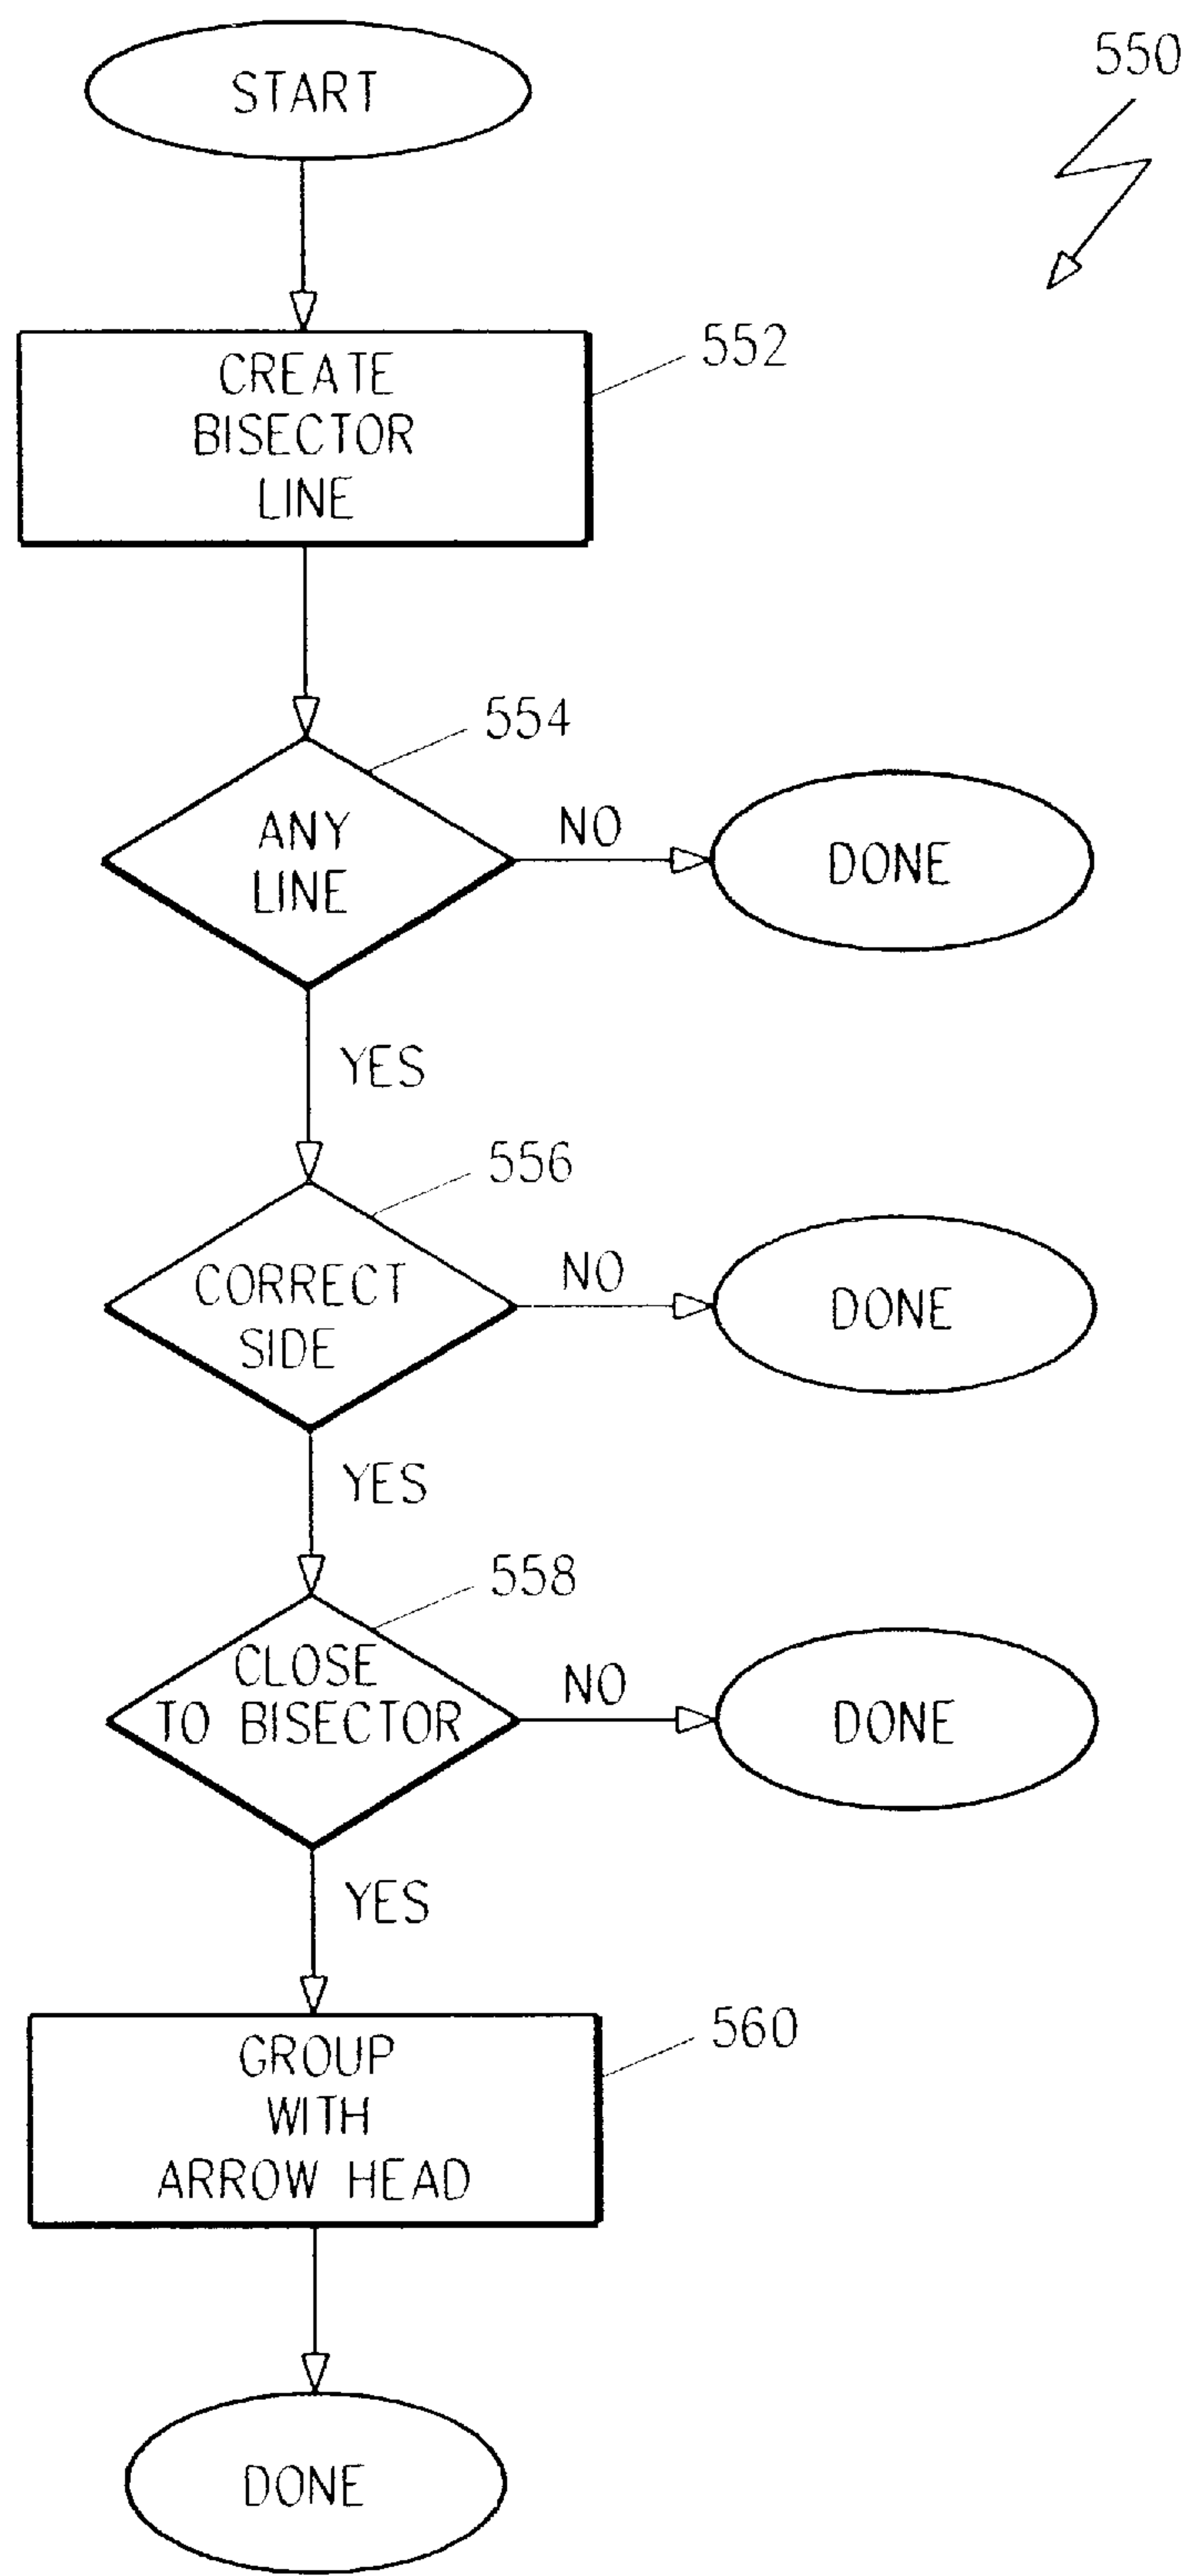 START
550
CREATE
BISECTOR
LINE
552
554
ANY
LINE
NO
DONE
YES
556
CORRECT
SIDE
NO
DONE
YES
558
CLOSE
TO BISECTOR
NO
DONE
YES
GROUP
WITH
ARROW HEAD
560
DONE